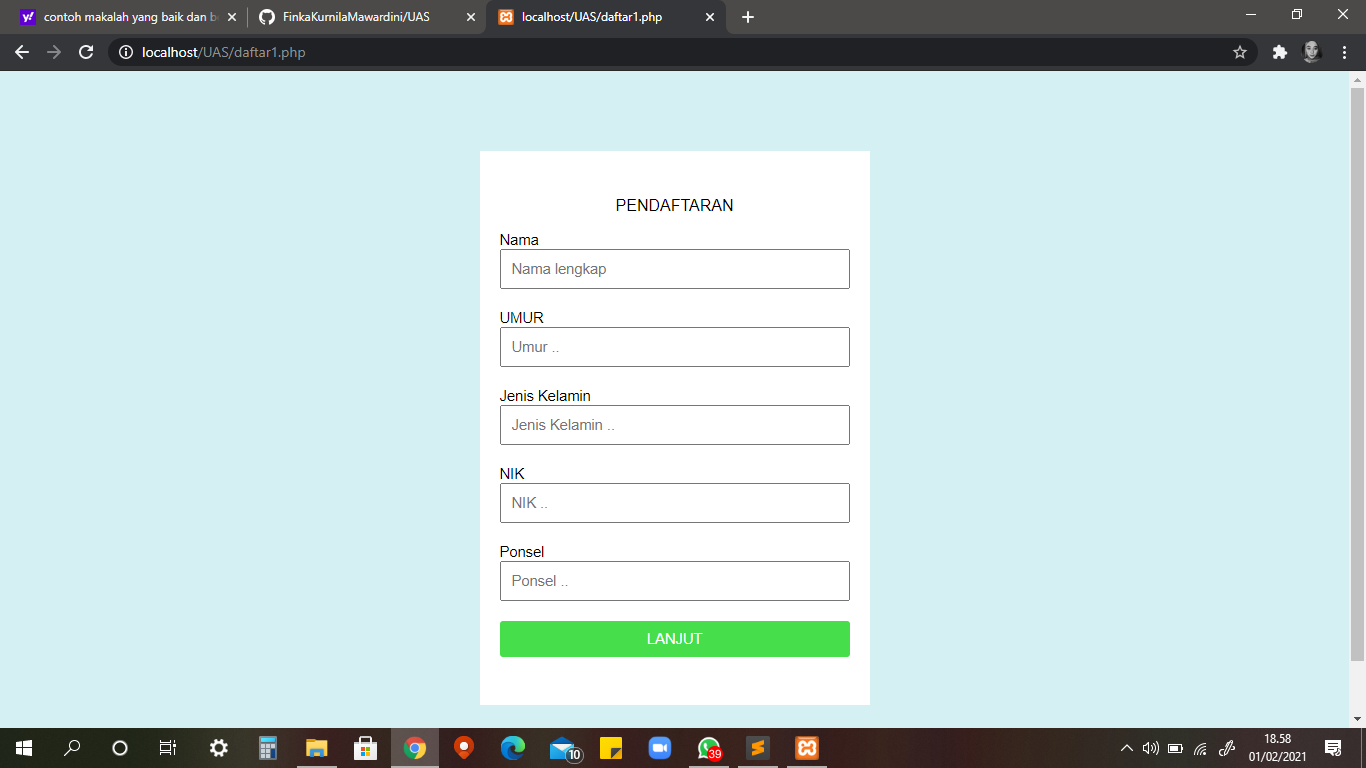 contoh makalah yang baik dan b
FinkaKurnilaMawardini/UAS
localhost/UAS/daftar1.php
localhost/UAS/daftar1.php
PENDAFTARAN
Nama
Nama lengkap
UMUR
Umur ..
Jenis Kelamin
Jenis Kelamin ..
NIK
NIK ..
Ponsel
Ponsel ..
LANJUT
10
39
18.58
01/02/2021